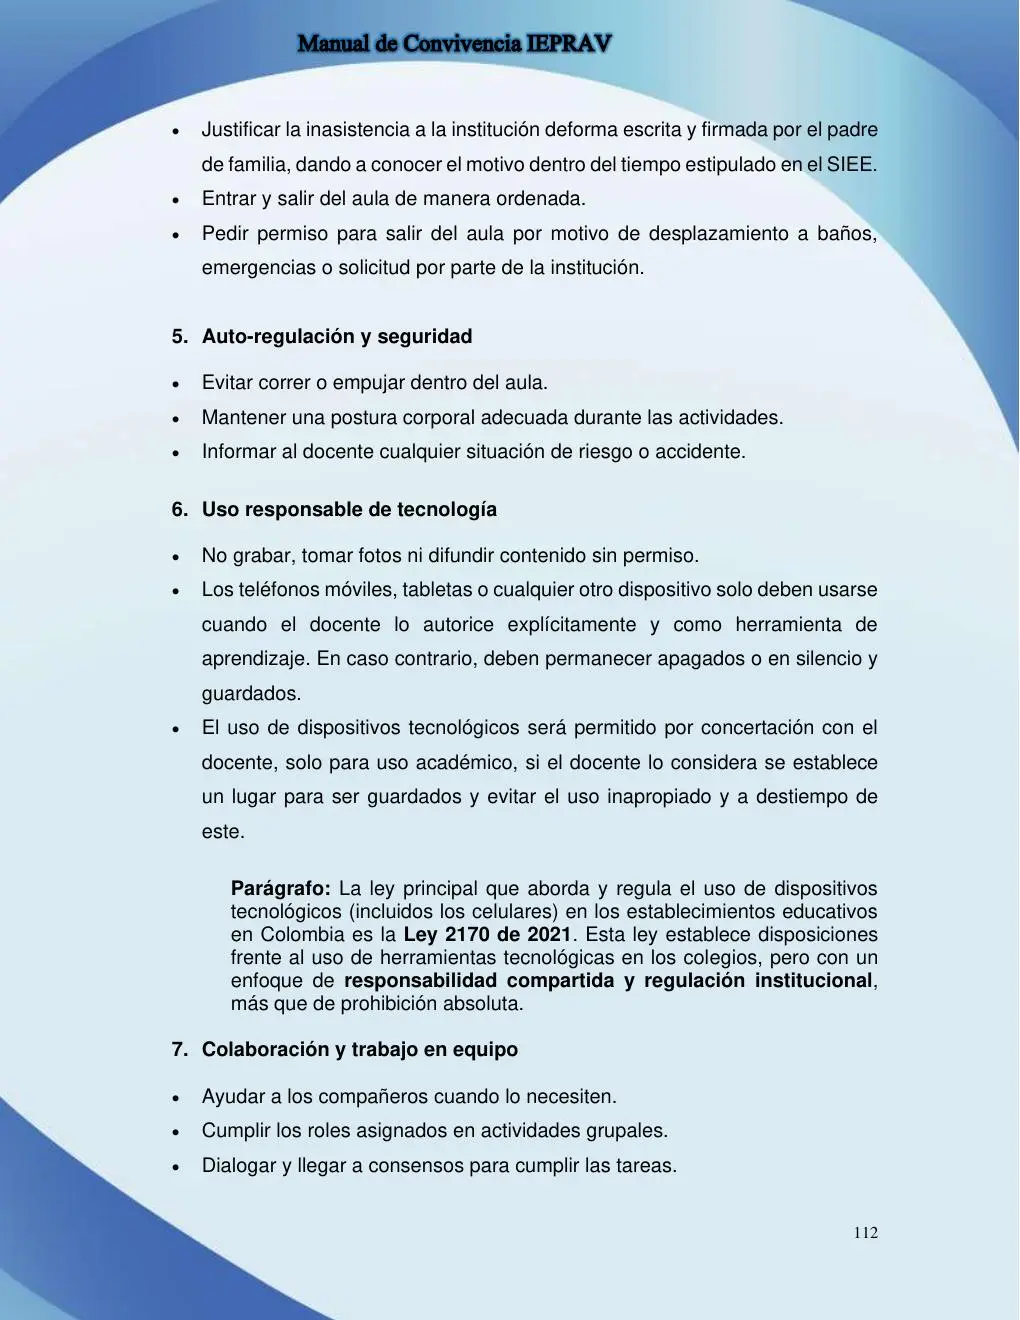 Manual de Convivencia IEPRAV
• Justificar la inasistencia a la institución deforma escrita y firmada por el padre
de familia, dando a conocer el motivo dentro del tiempo estipulado en el SIEE.
• Entrar y salir del aula de manera ordenada.
• Pedir permiso para salir del aula por motivo de desplazamiento a baños,
emergencias o solicitud por parte de la institución.
5. Auto-regulación y seguridad
• Evitar correr o empujar dentro del aula.
• Mantener una postura corporal adecuada durante las actividades.
• Informar al docente cualquier situación de riesgo o accidente.
6. Uso responsable de tecnología
• No grabar, tomar fotos ni difundir contenido sin permiso.
• Los teléfonos móviles, tabletas o cualquier otro dispositivo solo deben usarse
cuando el docente lo autorice explícitamente y como herramienta de
aprendizaje. En caso contrario, deben permanecer apagados o en silencio y
guardados.
• El uso de dispositivos tecnológicos será permitido por concertación con el
docente, solo para uso académico, si el docente lo considera se establece
un lugar para ser guardados y evitar el uso inapropiado y a destiempo de
este.
Parágrafo: La ley principal que aborda y regula el uso de dispositivos
tecnológicos (incluidos los celulares) en los establecimientos educativos
en Colombia es la Ley 2170 de 2021. Esta ley establece disposiciones
frente al uso de herramientas tecnológicas en los colegios, pero con un
enfoque de responsabilidad compartida y regulación institucional,
más que de prohibición absoluta.
7. Colaboración y trabajo en equipo
• Ayudar a los compañeros cuando lo necesiten.
• Cumplir los roles asignados en actividades grupales.
• Dialogar y llegar a consensos para cumplir las tareas.
112